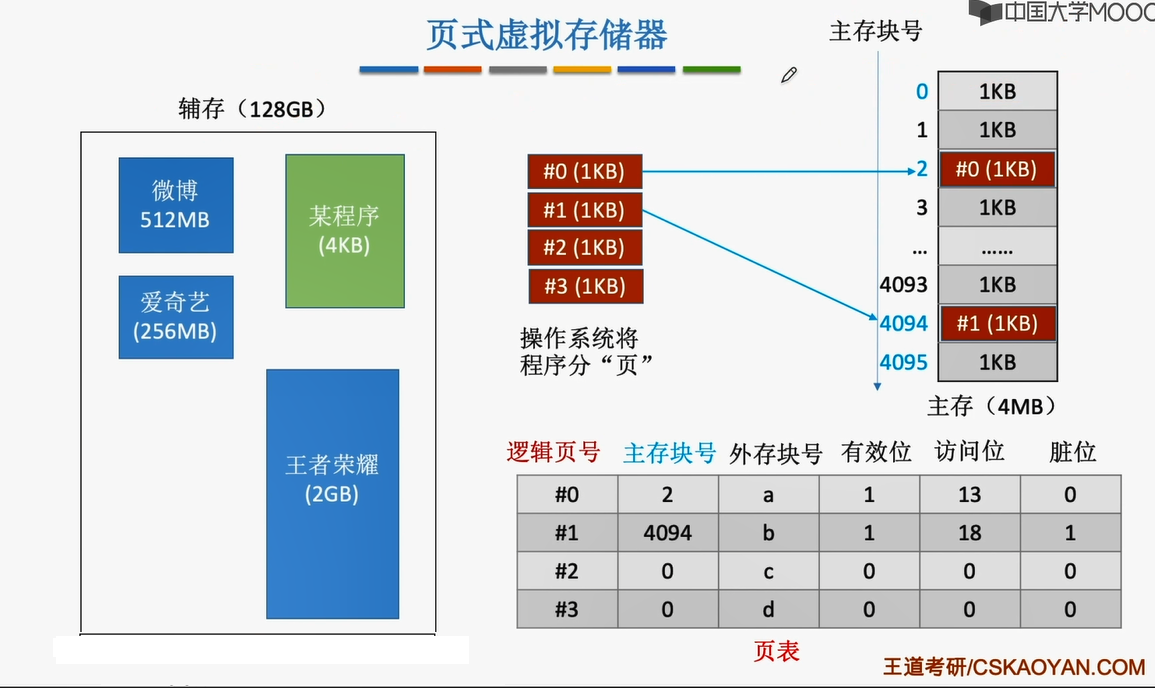 中国大学MOOC
页式虚拟存储器
主存块号
辅存（128GB）
微博
512MB
某程序
(4KB)
爱奇艺
(256MB)
王者荣耀
(2GB)
#0 (1KB)
#1 (1KB)
#2 (1KB)
#3 (1KB)
操作系统将
程序分“页”
0 1KB
1 1KB
2 #0 (1KB)
3 1KB
... ......
4093 1KB
4094 #1 (1KB)
4095 1KB
主存（4MB）
逻辑页号 主存块号 外存块号 有效位 访问位 脏位
#0 2 a 1 13 0
#1 4094 b 1 18 1
#2 0 c 0 0 0
#3 0 d 0 0 0
页表
王道考研/CSKAOYAN.COM